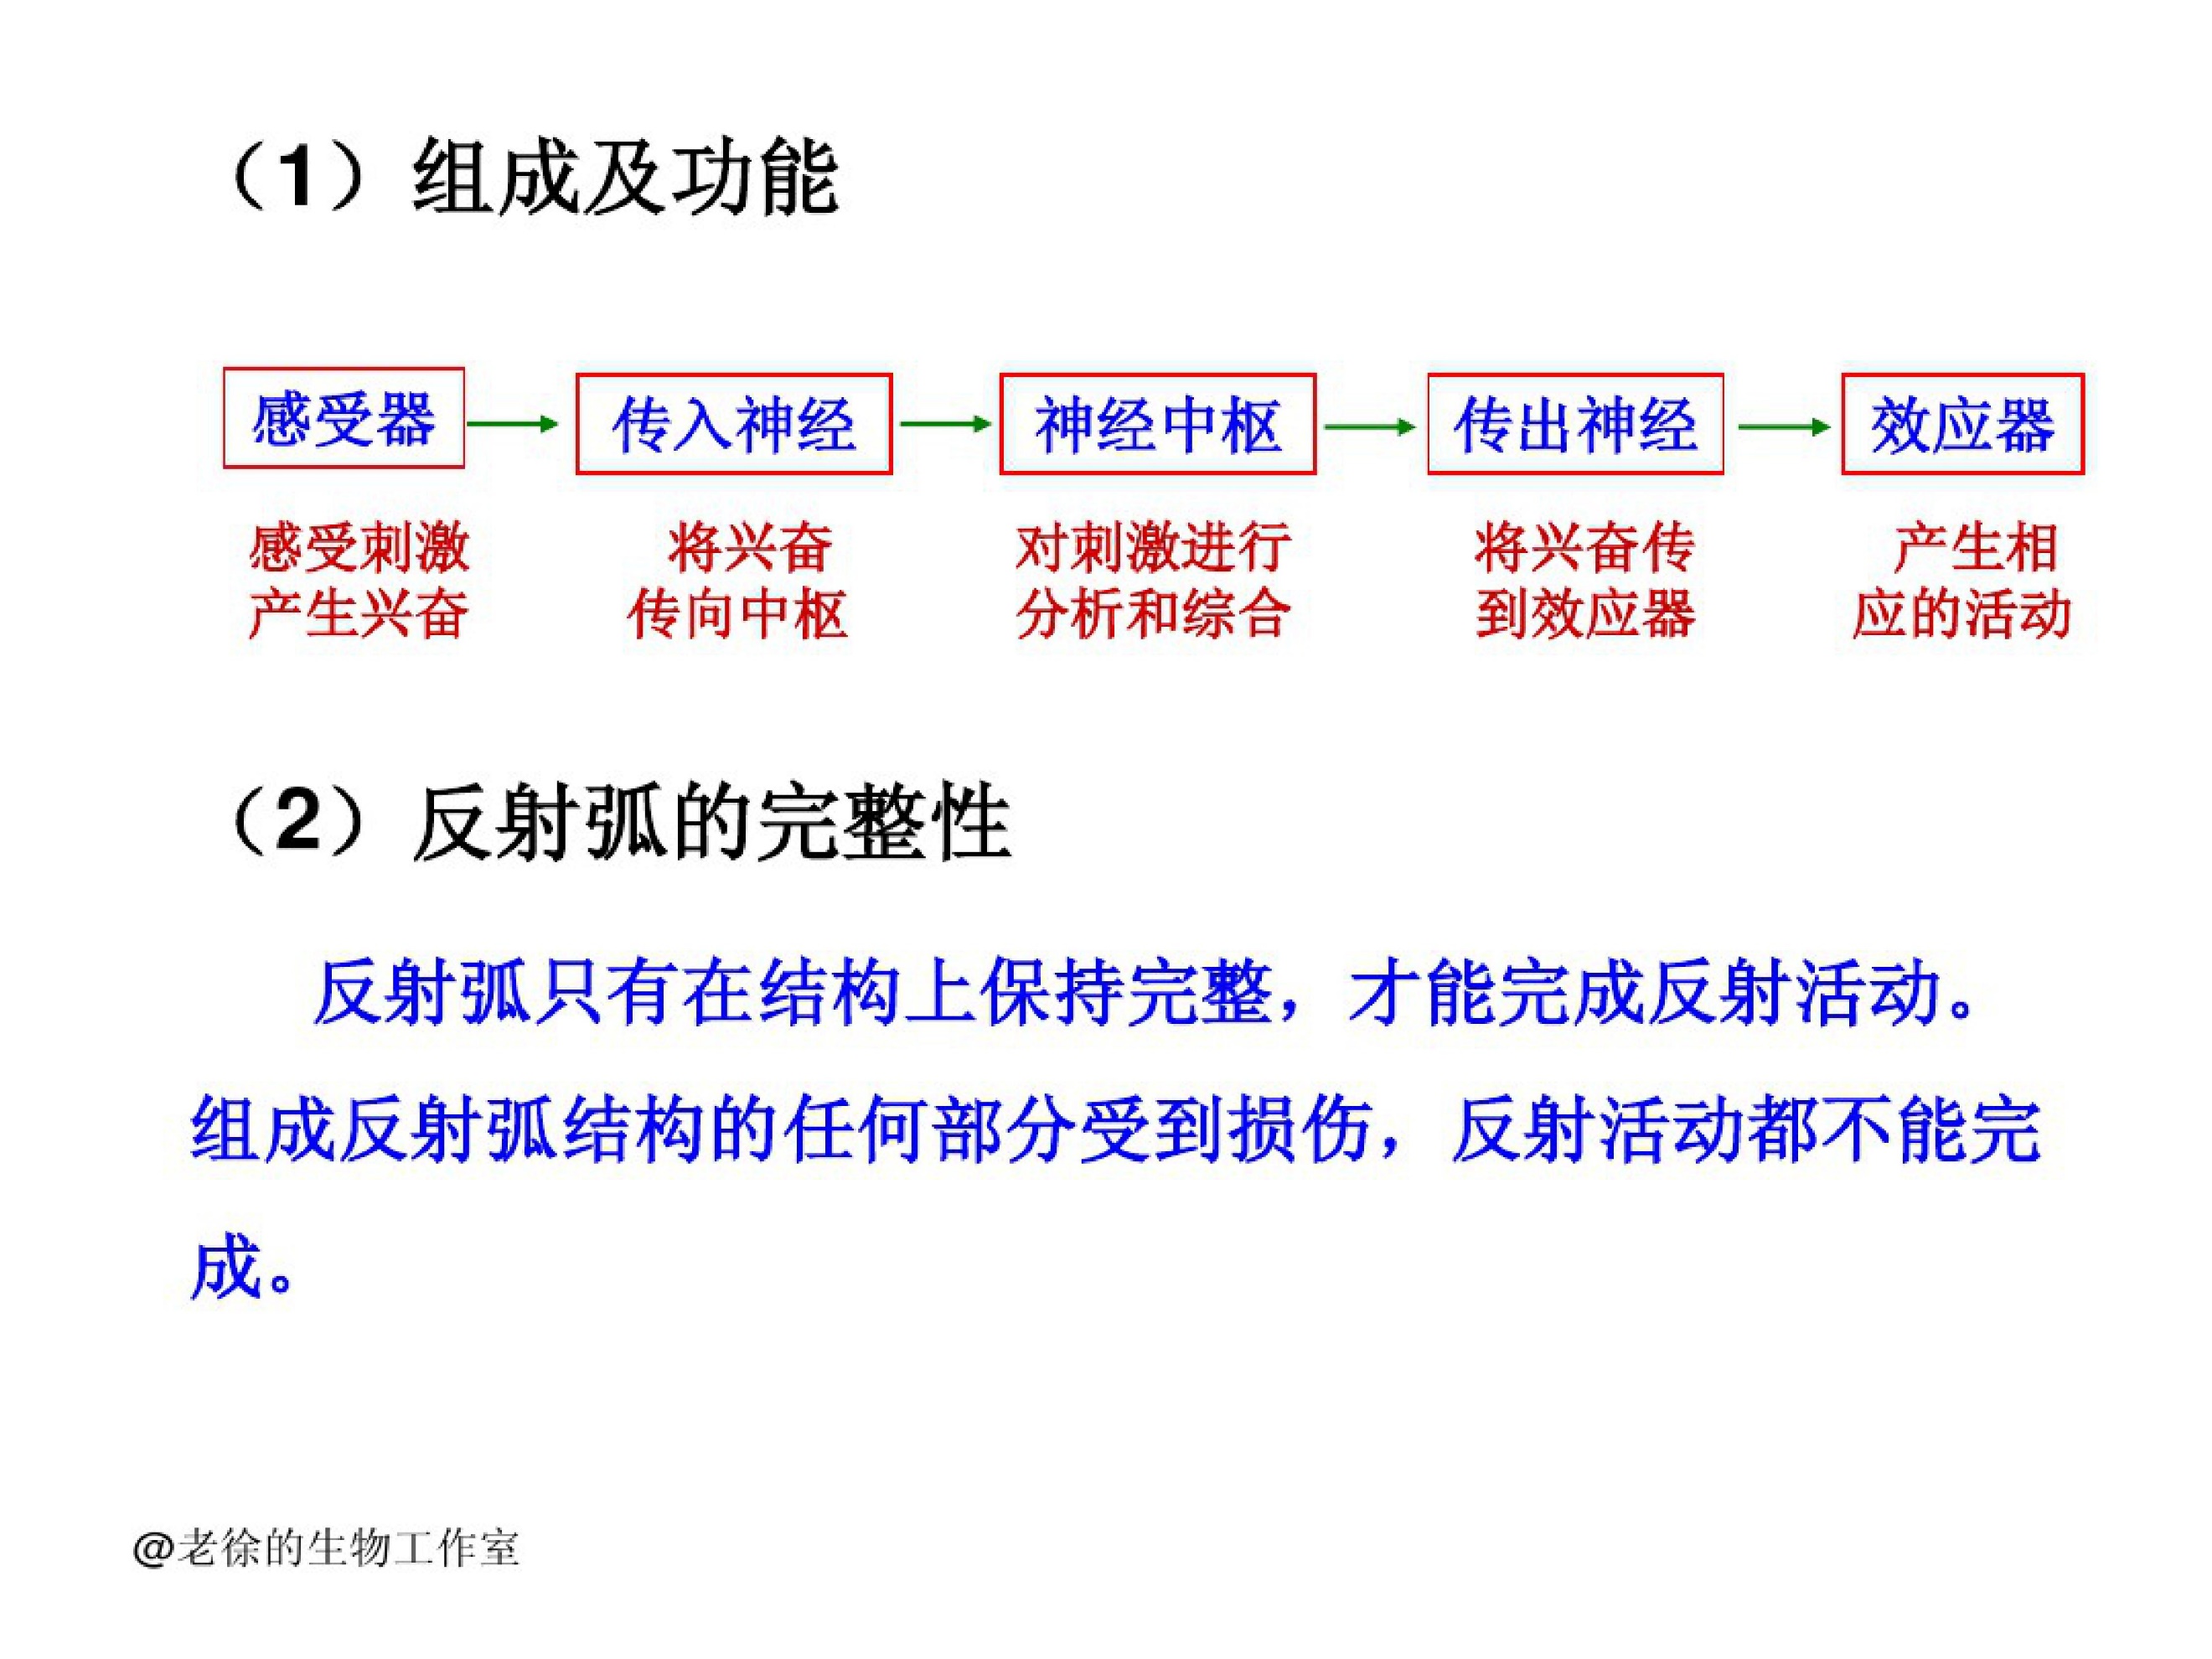 （1）组成及功能
感受器 传入神经 神经中枢 传出神经 效应器
感受刺激 将兴奋 对刺激进行 将兴奋传 产生相
产生兴奋 传向中枢 分析和综合 到效应器 应的活动
（2）反射弧的完整性
反射弧只有在结构上保持完整，才能完成反射活动。
组成反射弧结构的任何部分受到损伤，反射活动都不能完
成。
@老徐的生物工作室